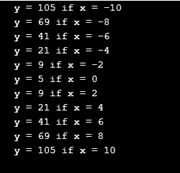 y = 105 if x = -10
y = 69 if x = -8
y = 41 if x = -6
y = 21 if x = -4
y = 9 if x = -2
y = 5 if x = 0
y = 9 if x = 2
y = 21 if x = 4
y = 41 if x = 6
y = 69 if x = 8
y = 105 if x = 10